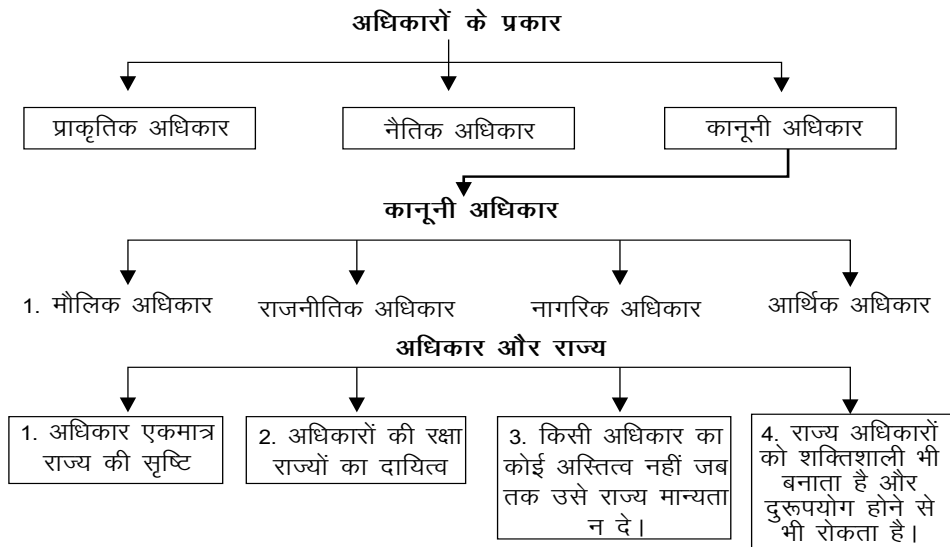 अधिकारों के प्रकार
प्राकृतिक अधिकार
नैतिक अधिकार
कानूनी अधिकार
कानूनी अधिकार
1. मौलिक अधिकार
राजनीतिक अधिकार
नागरिक अधिकार
आर्थिक अधिकार
अधिकार और राज्य
1. अधिकार एकमात्र
राज्य की सृष्टि
2. अधिकारों की रक्षा
राज्यों का दायित्व
3. किसी अधिकार का
कोई अस्तित्व नहीं जब
तक उसे राज्य मान्यता
न दे।
4. राज्य अधिकारों
को शक्तिशाली भी
बनाता है और
दुरूपयोग होने से
भी रोकता है।